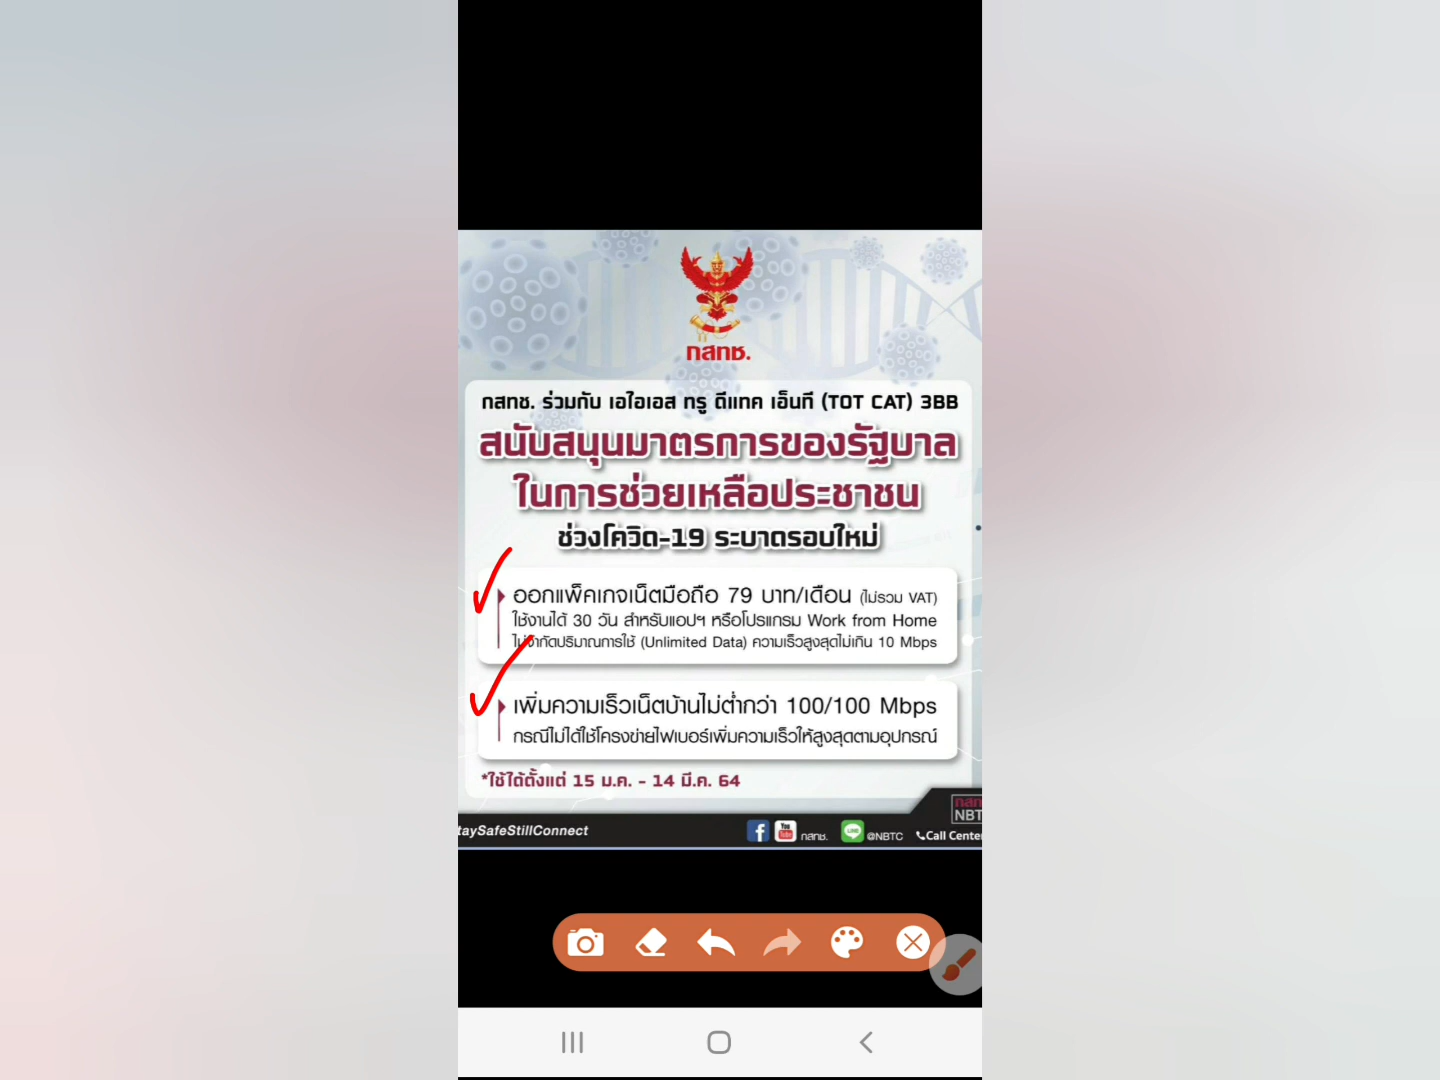 กสทช.
กสทช. ร่วมกับ เอไอเอส ทรู ดีแทค เอ็นที (TOT CAT) 3BB
สนับสนุนมาตรการของรัฐบาล
ในการช่วยเหลือประชาชน
ช่วงโควิด-19 ระบาดรอบใหม่
ออกแพ็คเกจเน็ตมือถือ 79 บาท/เดือน (ไม่รวม VAT)
ใช้งานได้ 30 วัน สำหรับแอปฯ หรือโปรแกรม Work from Home
ไม่จำกัดปริมาณการใช้ (Unlimited Data) ความเร็วสูงสุดไม่เกิน 10 Mbps
เพิ่มความเร็วเน็ตบ้านไม่ต่ำกว่า 100/100 Mbps
กรณีไม่ได้ใช้โครงข่ายไฟเบอร์เพิ่มความเร็วให้สูงสุดตามอุปกรณ์
*ใช้ได้ตั้งแต่ 15 ม.ค. - 14 มี.ค. 64
กสท
NBT
taySafeStillConnect
f You Tube กสทช. LINE @NBTC Call Cente